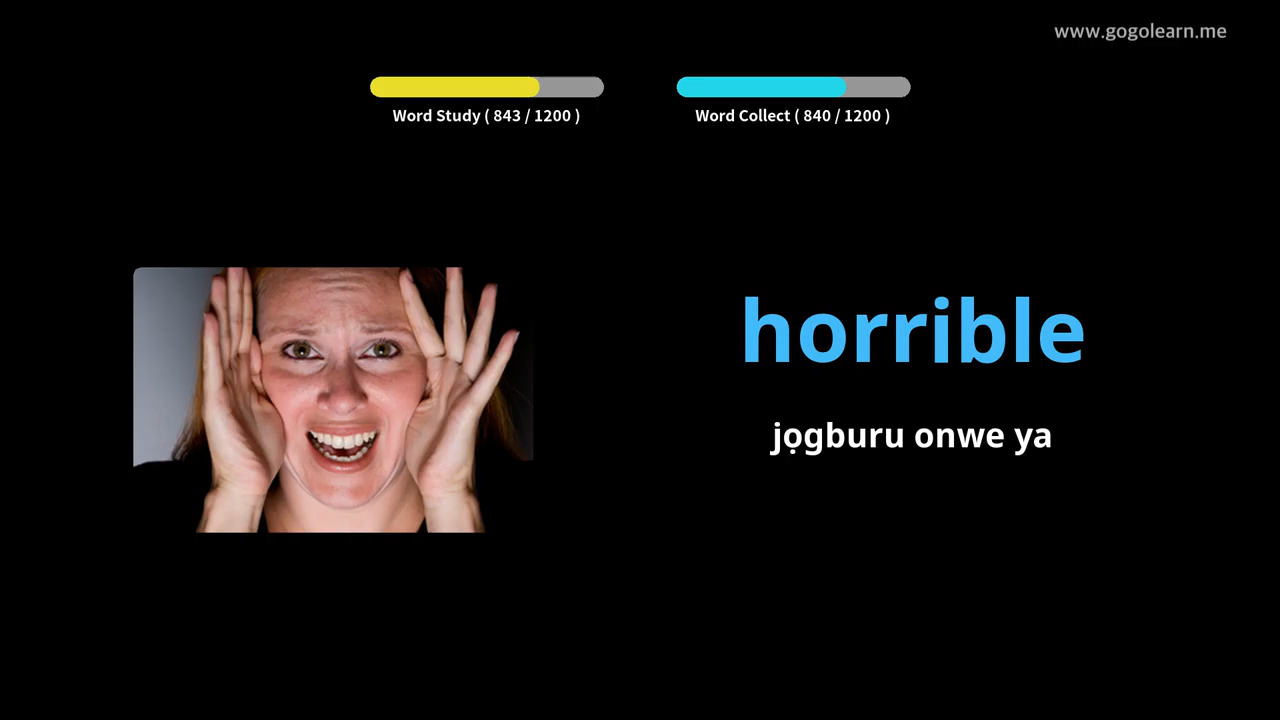 www.gogolearn.me
Word Study ( 843 / 1200 )
Word Collect ( 840 / 1200 )
horrible
jọgburu onwe ya